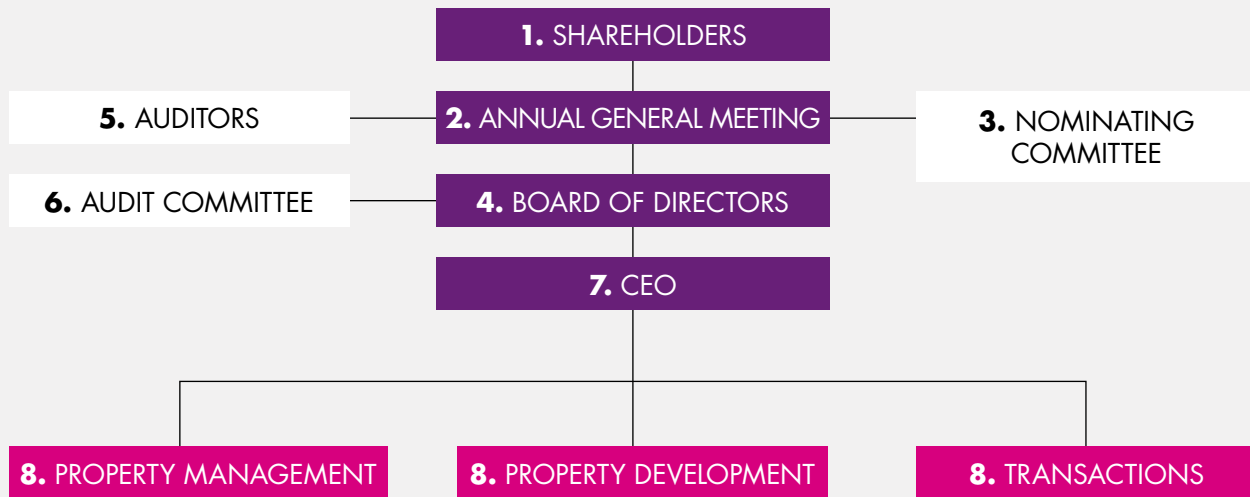 1. SHAREHOLDERS
5. AUDITORS
2. ANNUAL GENERAL MEETING
3. NOMINATING
COMMITTEE
6. AUDIT COMMITTEE
4. BOARD OF DIRECTORS
7. CEO
8. PROPERTY MANAGEMENT
8. PROPERTY DEVELOPMENT
8. TRANSACTIONS